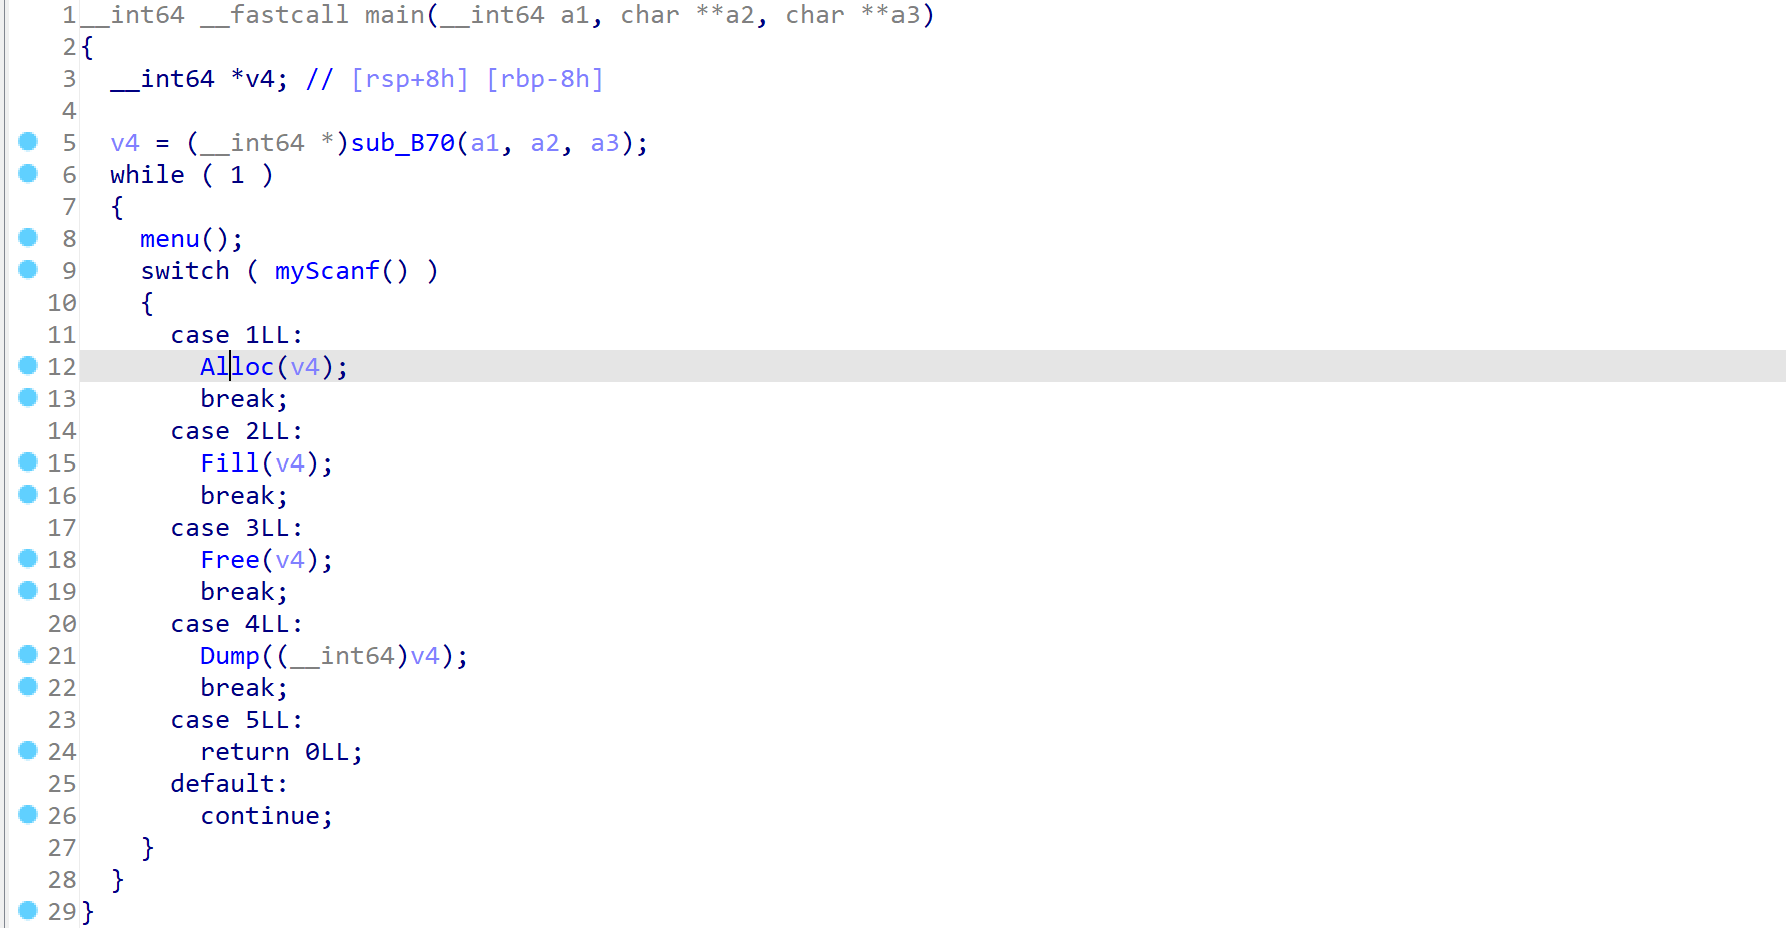 1 __int64 __fastcall main(__int64 a1, char **a2, char **a3)
2 {
3   __int64 *v4; // [rsp+8h] [rbp-8h]
4
5   v4 = (__int64 *)sub_B70(a1, a2, a3);
6   while ( 1 )
7   {
8     menu();
9     switch ( myScanf() )
10     {
11       case 1LL:
12         Alloc(v4);
13         break;
14       case 2LL:
15         Fill(v4);
16         break;
17       case 3LL:
18         Free(v4);
19         break;
20       case 4LL:
21         Dump((__int64)v4);
22         break;
23       case 5LL:
24         return 0LL;
25       default:
26         continue;
27     }
28   }
29 }